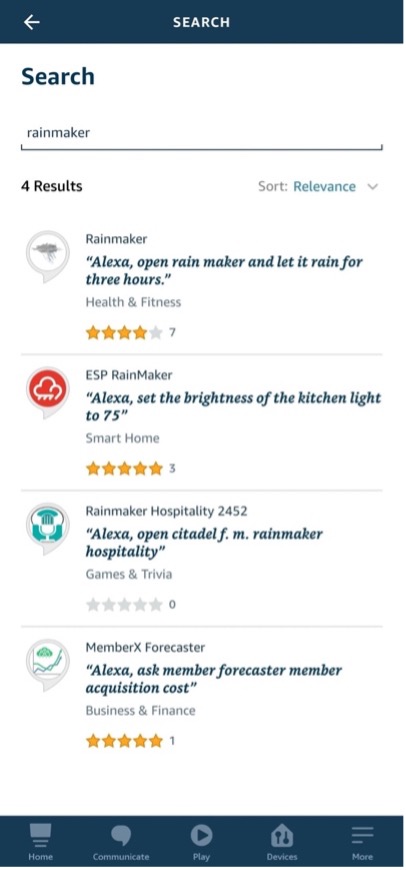 SEARCH
Search
rainmaker
4 Results
Sort: Relevance
Rainmaker
“Alexa, open rain maker and let it rain for
three hours.”
Health & Fitness
7
ESP RainMaker
“Alexa, set the brightness of the kitchen light
to 75”
Smart Home
3
Rainmaker Hospitality 2452
“Alexa, open citadel f. m. rainmaker
hospitality”
Games & Trivia
0
MemberX Forecaster
“Alexa, ask member forecaster member
acquisition cost”
Business & Finance
1
Home
Communicate
Play
Devices
More